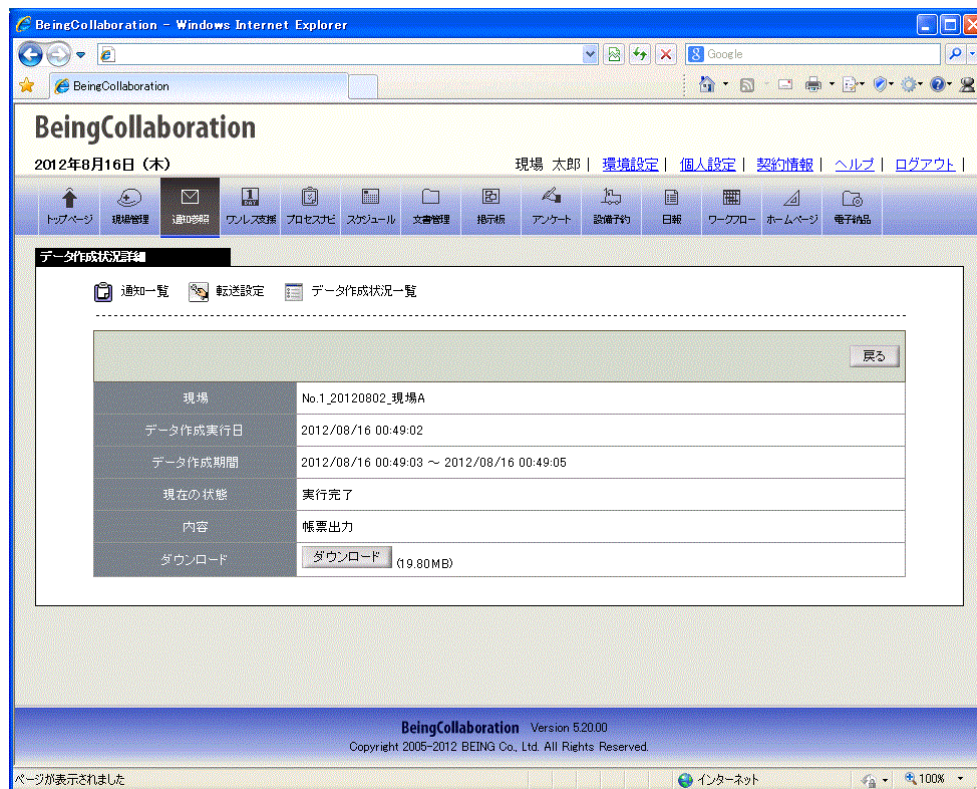 BeingCollaboration - Windows Internet Explorer
Google
BeingCollaboration
BeingCollaboration
2012年8月16日 (木)
現場 太郎 | 環境設定 | 個人設定 | 契約情報 | ヘルプ | ログアウト |
トップページ 現場管理 通知参照 ワンレス支援 プロセスナビ スケジュール 文書管理 掲示板 アンケート 設備予約 日報 ワークフロー ホームページ 電子納品
データ作成状況詳細
通知一覧 転送設定 データ作成状況一覧
戻る
現場 No.1_20120802_現場A
データ作成実行日 2012/08/16 00:49:02
データ作成期間 2012/08/16 00:49:03 ～ 2012/08/16 00:49:05
現在の状態 実行完了
内容 帳票出力
ダウンロード ダウンロード (19.80MB)
BeingCollaboration Version 5.20.00
Copyright 2005-2012 BEING Co., Ltd. All Rights Reserved.
ページが表示されました インターネット 100%